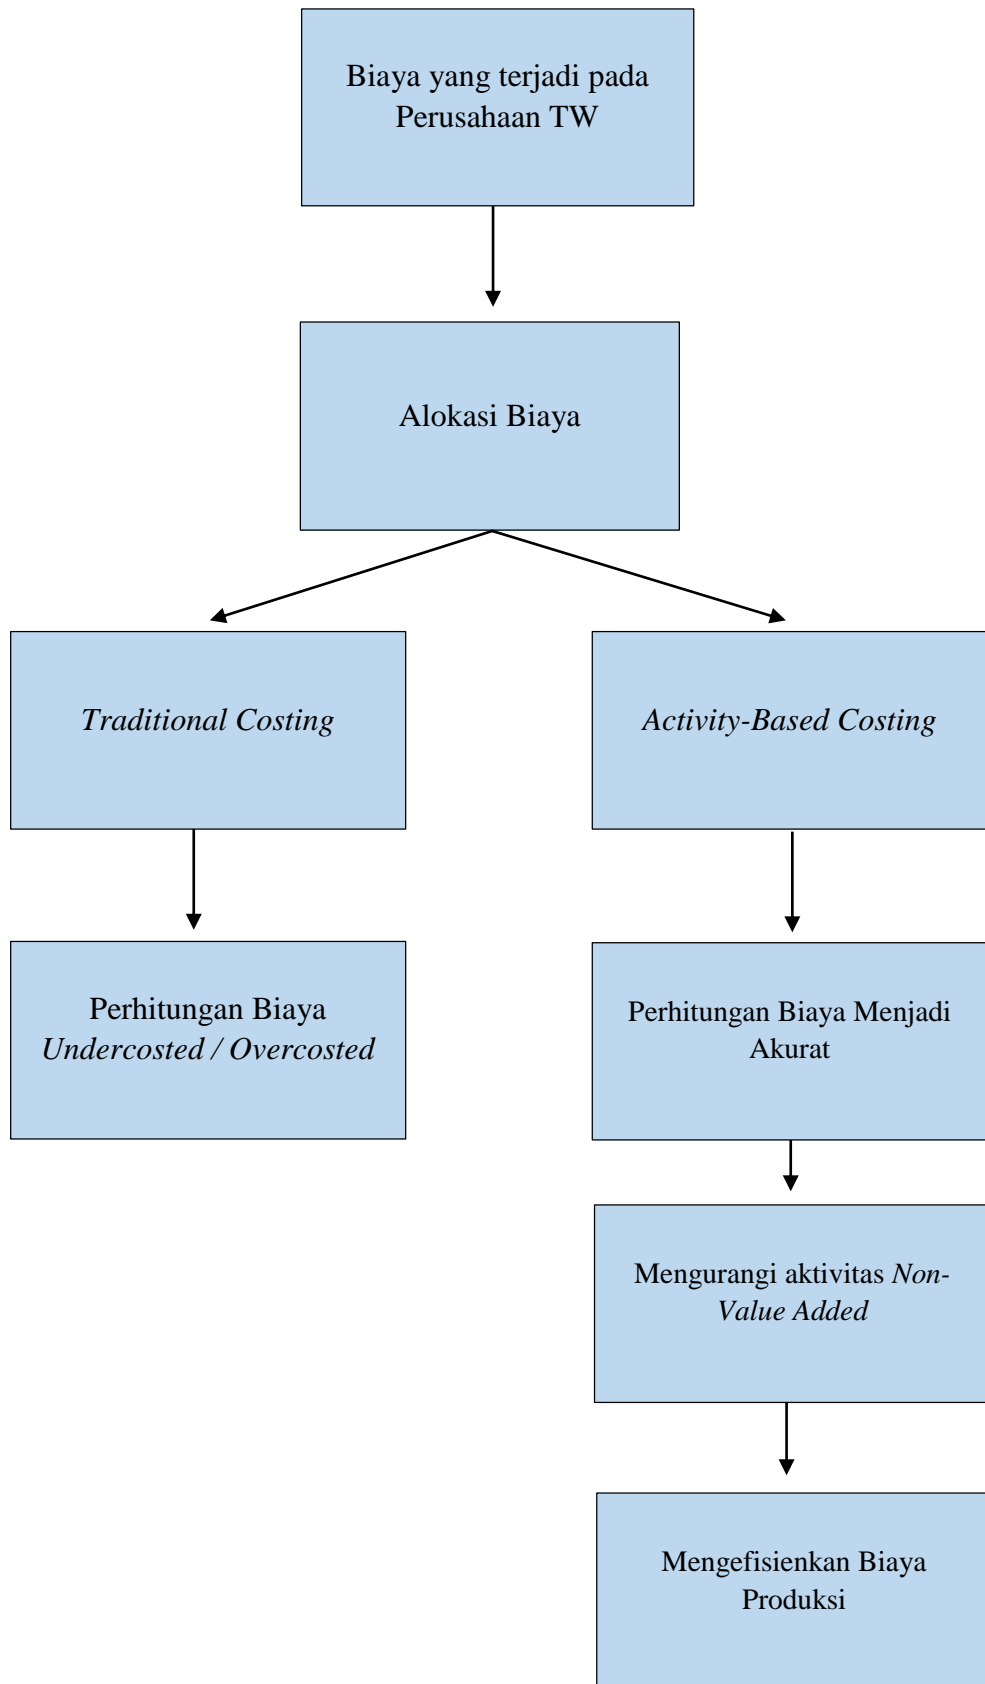 Biaya yang terjadi pada
Perusahaan TW
Alokasi Biaya
Traditional Costing
Activity-Based Costing
Perhitungan Biaya
Undercosted / Overcosted
Perhitungan Biaya Menjadi
Akurat
Mengurangi aktivitas Non-
Value Added
Mengefisienkan Biaya
Produksi